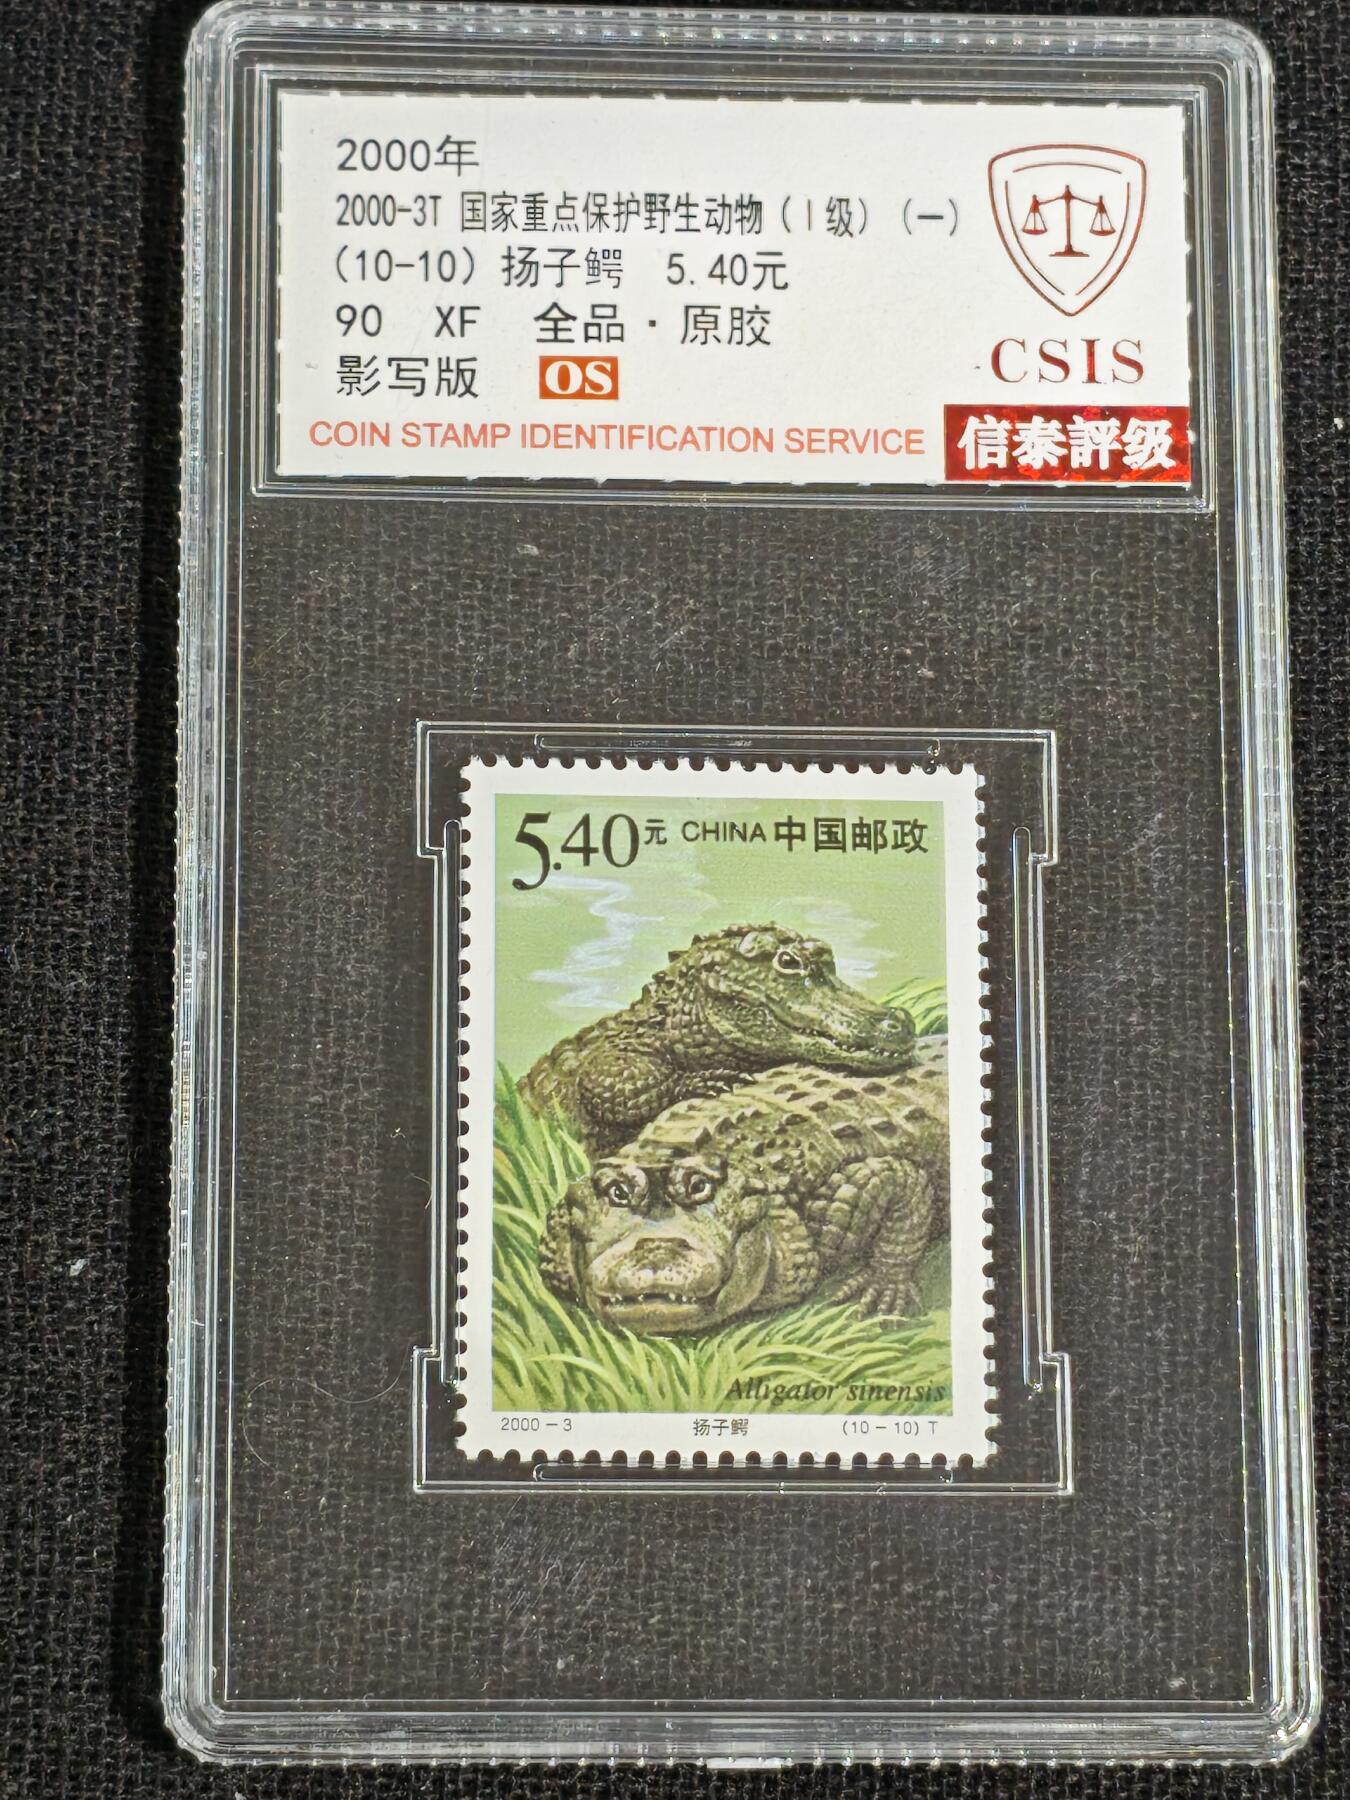 2000年
2000-3T 国家重点保护野生动物（Ⅰ级）（一）
（10-10）扬子鳄 5.40元
90 XF 全品·原胶
影写版 OS
COIN STAMP IDENTIFICATION SERVICE
CSIS
信泰評级
5.40元 CHINA 中国邮政
Alligator sinensis
2000-3 扬子鳄 (10-10)T